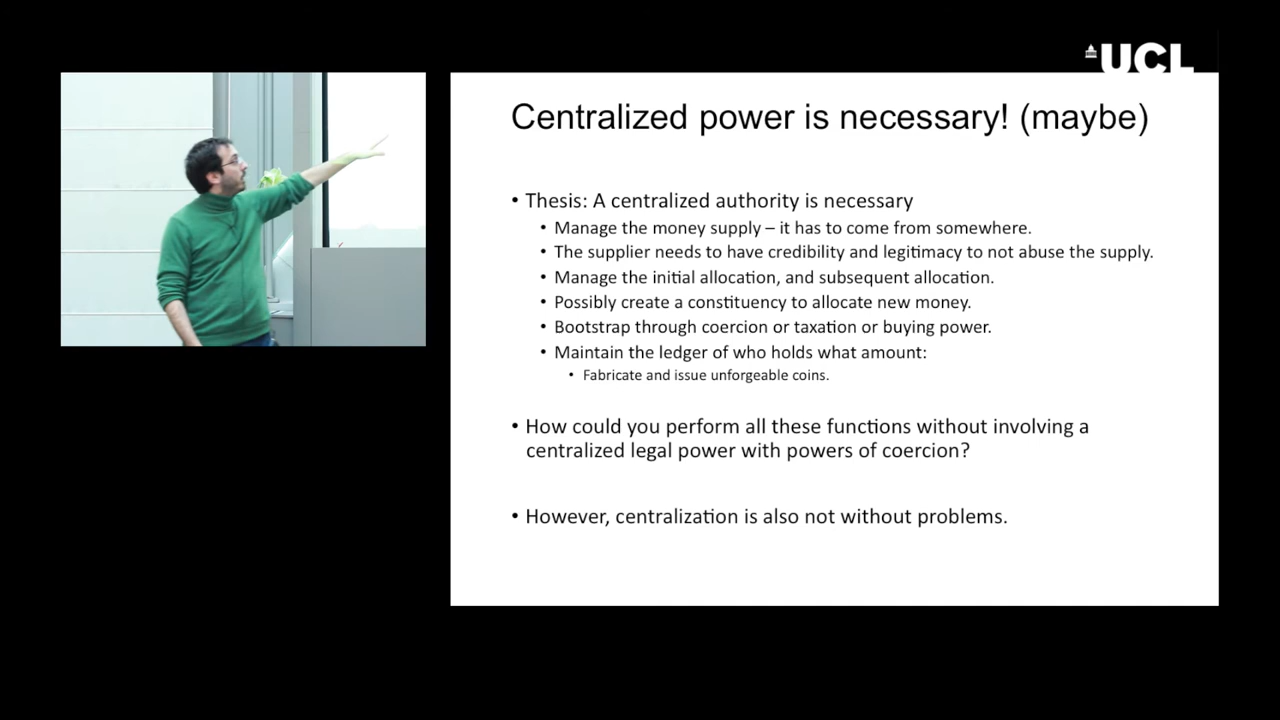 UCL
Centralized power is necessary! (maybe)
• Thesis: A centralized authority is necessary
• Manage the money supply – it has to come from somewhere.
• The supplier needs to have credibility and legitimacy to not abuse the supply.
• Manage the initial allocation, and subsequent allocation.
• Possibly create a constituency to allocate new money.
• Bootstrap through coercion or taxation or buying power.
• Maintain the ledger of who holds what amount:
• Fabricate and issue unforgeable coins.
• How could you perform all these functions without involving a
centralized legal power with powers of coercion?
• However, centralization is also not without problems.